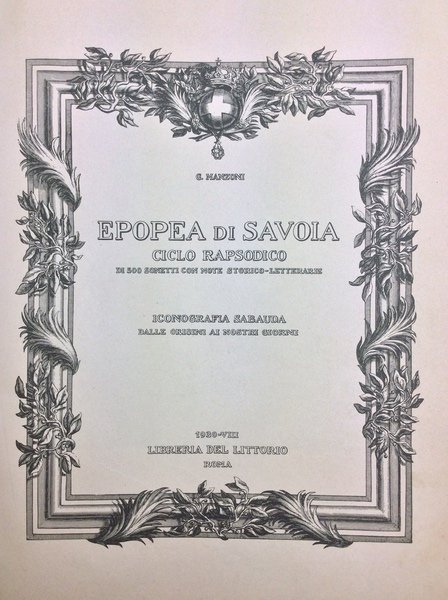 G. MANZONI
EPOPEA DI SAVOIA
CICLO RAPSODICO
DI 500 SONETTI CON NOTE STORICO-LETTERARIE
ICONOGRAFIA SABAUDA
DALLE ORIGINI AI NOSTRI GIORNI
1930-VIII
LIBRERIA DEL LITTORIO
ROMA